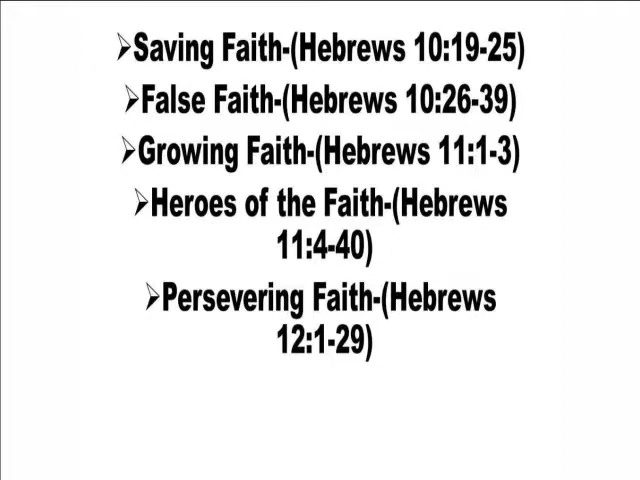 ➢Saving Faith-(Hebrews 10:19-25)
➢False Faith-(Hebrews 10:26-39)
➢Growing Faith-(Hebrews 11:1-3)
➢Heroes of the Faith-(Hebrews
11:4-40)
➢Persevering Faith-(Hebrews
12:1-29)